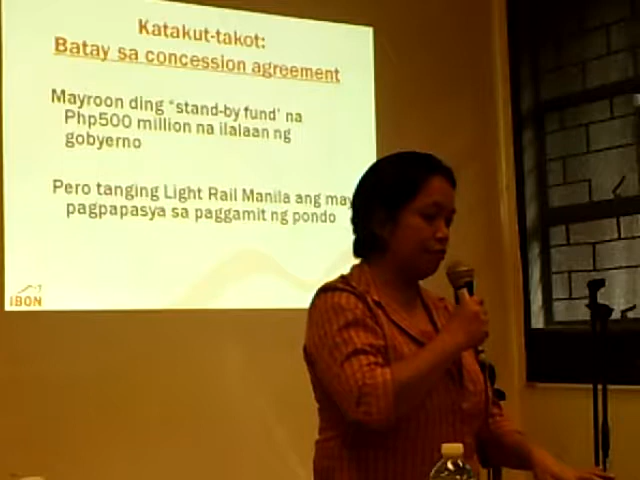 Katakut-takot:
Batay sa concession agreement
Mayroon ding "stand-by fund' na
Php500 million na ilalaan ng
gobyerno
Pero tanging Light Rail Manila ang may
pagpapasya sa paggamit ng pondo
IBON